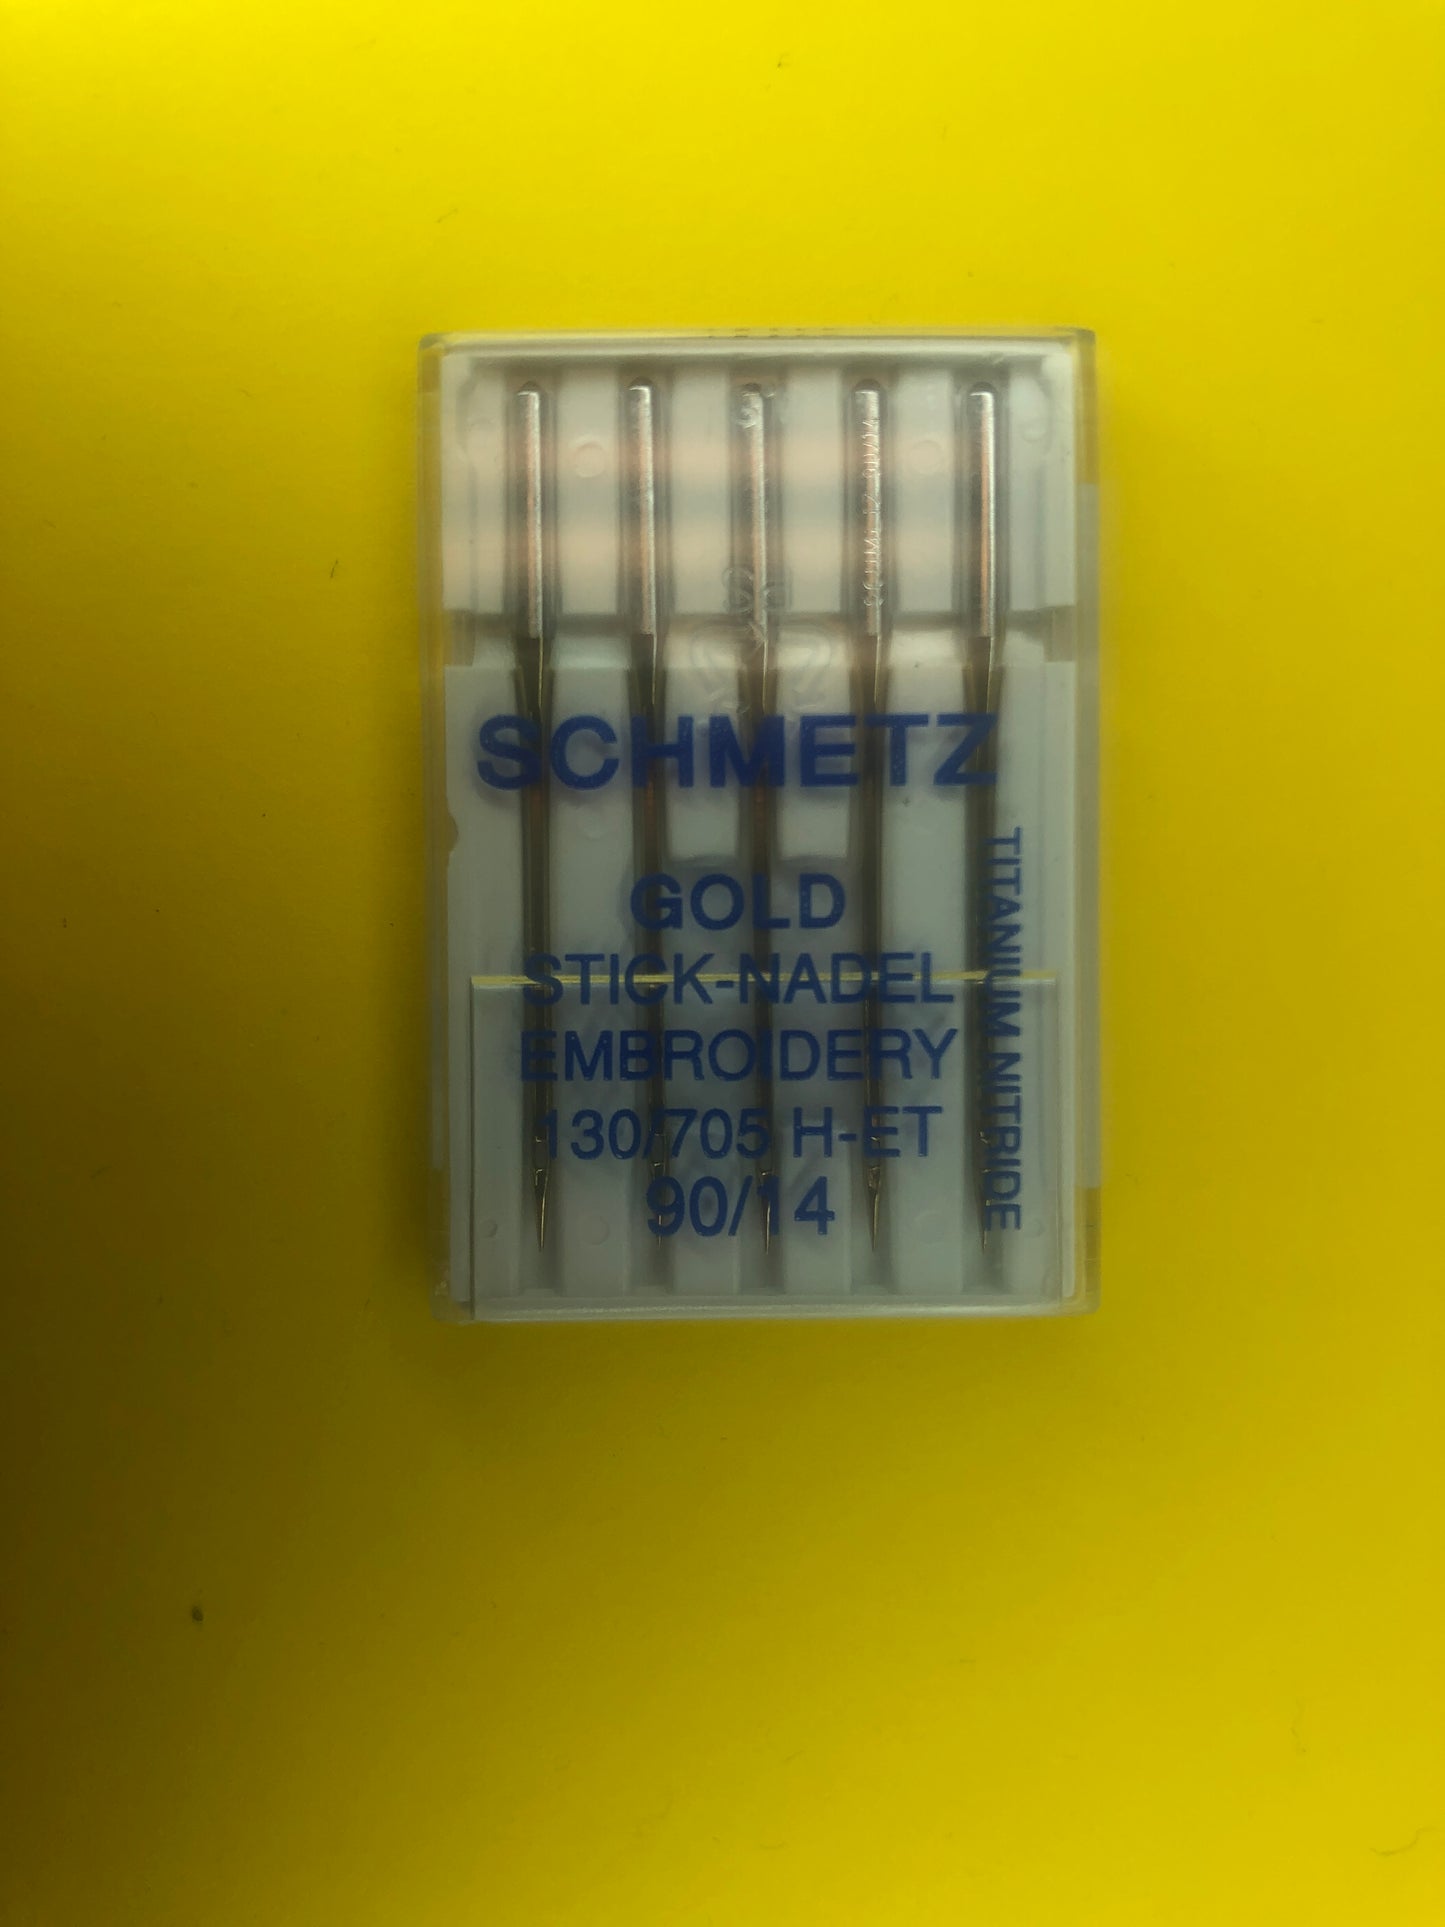 SCHMETZ
GOLD
STICK-NADEL
EMBROIDERY
130/705 H-ET
90/14
TITANIUM NITRIDE